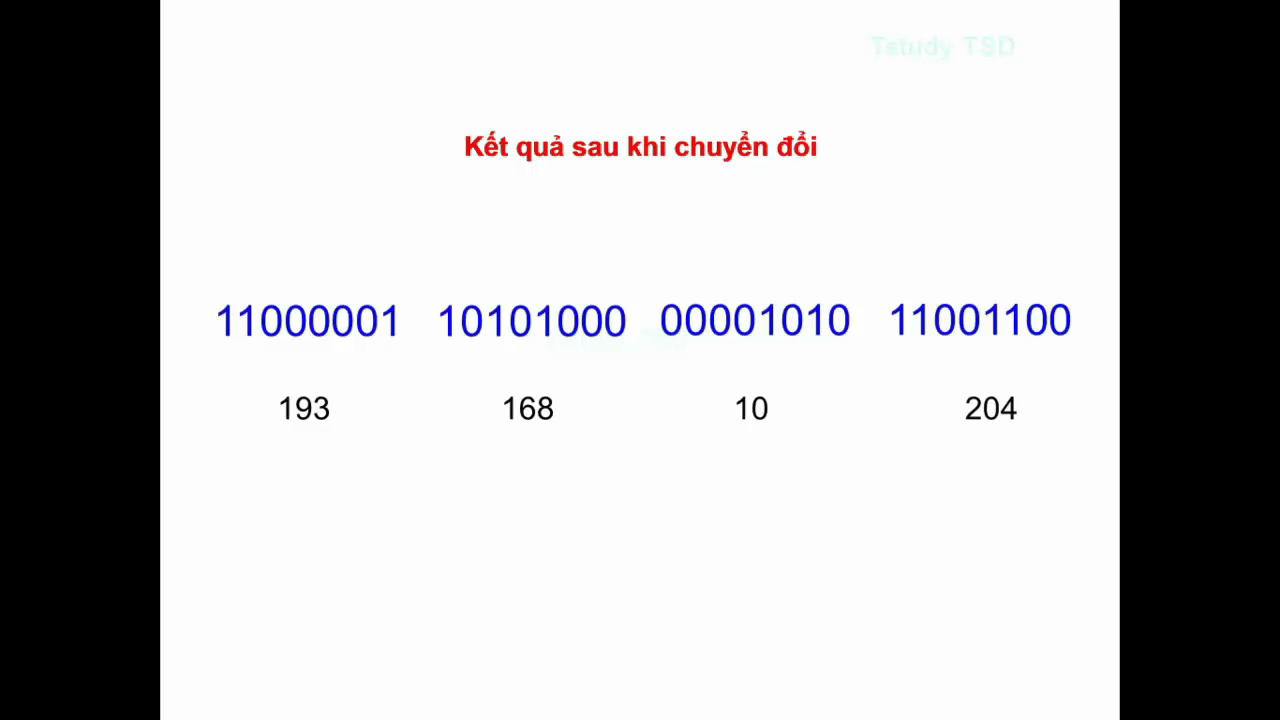 Tstudy TSD
Kết quả sau khi chuyển đổi
11000001 10101000 00001010 11001100
193 168 10 204